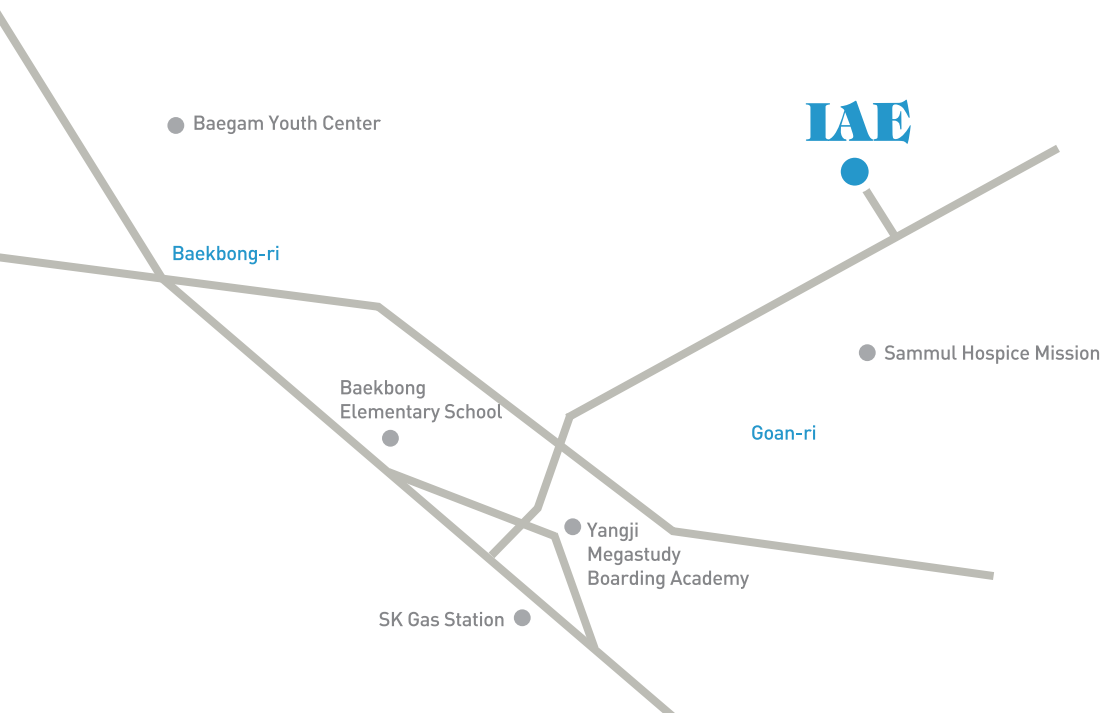 IAE
Baegam Youth Center
Baekbong-ri
Sammul Hospice Mission
Baekbong
Elementary School
Goan-ri
Yangji
Megastudy
Boarding Academy
SK Gas Station